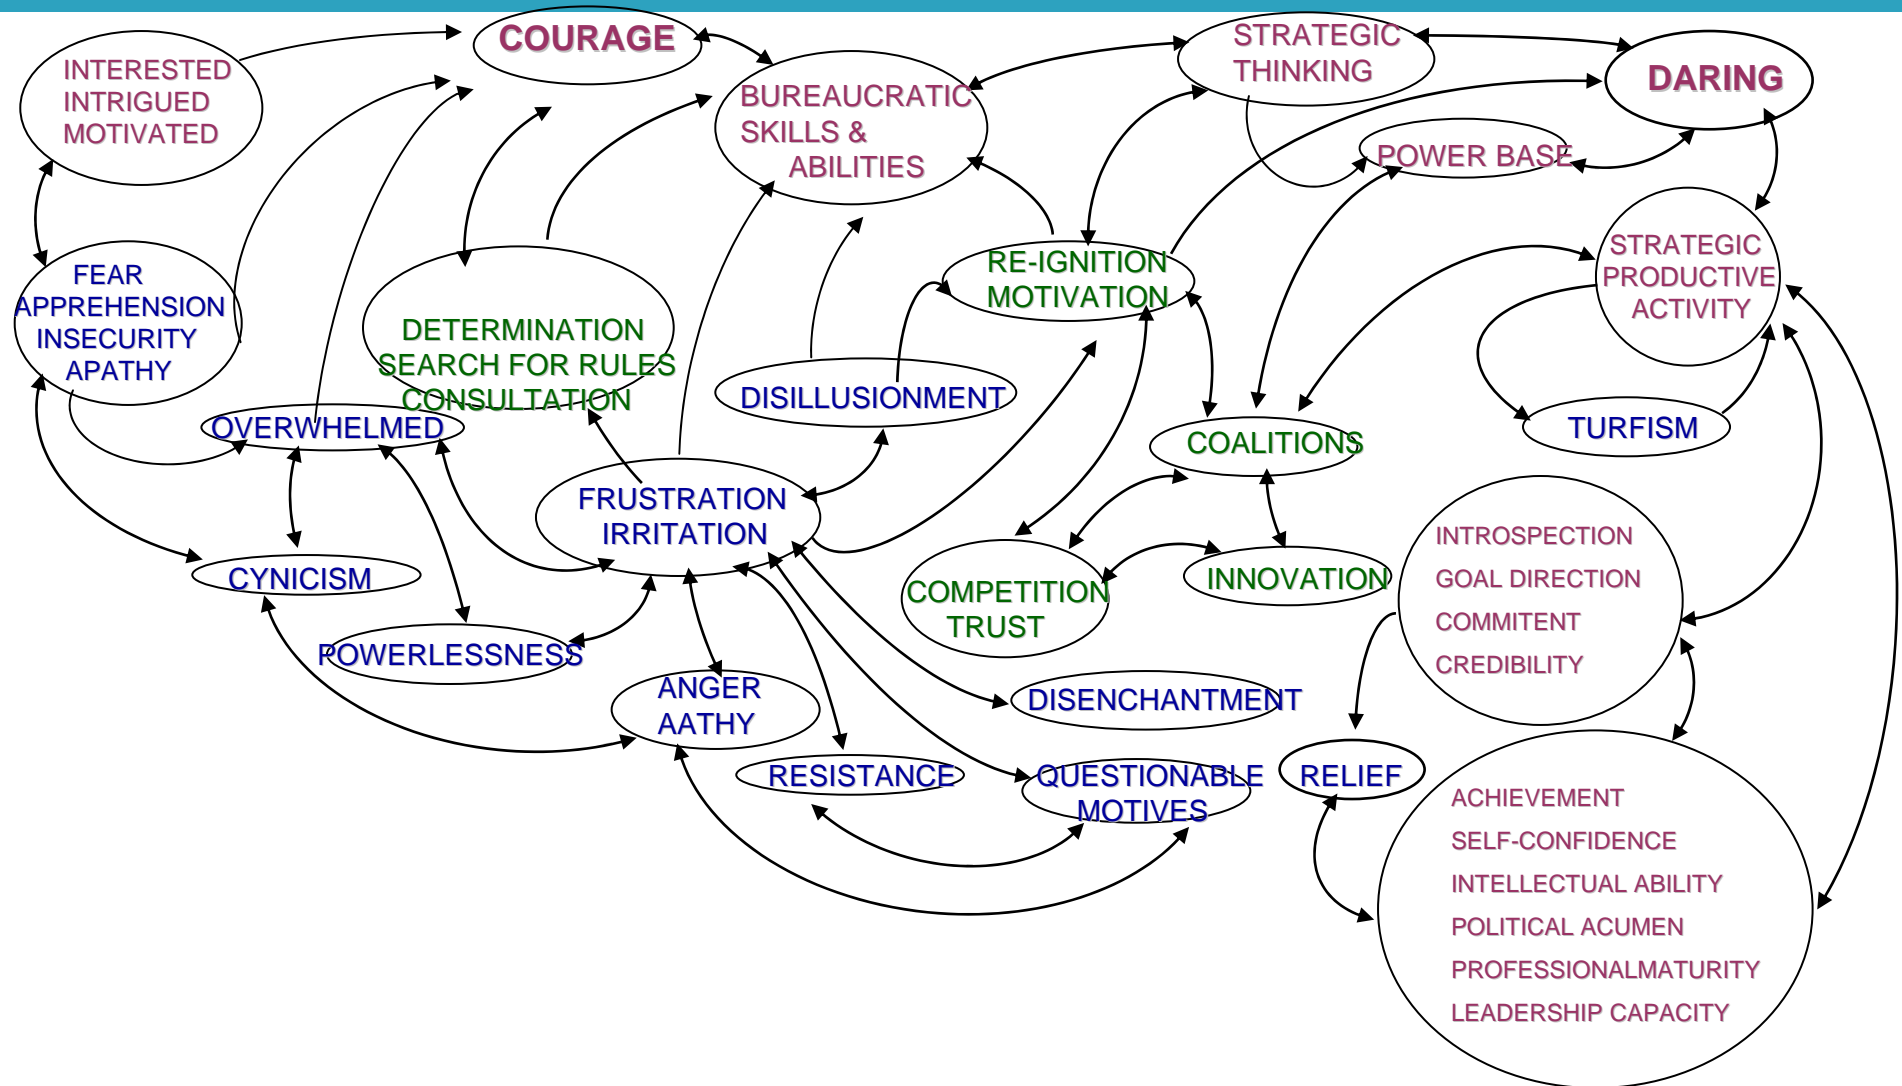 COURAGE
STRATEGIC
THINKING
INTERESTED
INTRIGUED
MOTIVATED
BUREAUCRATIC
SKILLS &
ABILITIES
DARING
POWER BASE
FEAR
APPREHENSION
INSECURITY
APATHY
DETERMINATION
SEARCH FOR RULES
CONSULTATION
RE-IGNITION
MOTIVATION
STRATEGIC
PRODUCTIVE
ACTIVITY
OVERWHELMED
DISILLUSIONMENT
COALITIONS
TURFISM
FRUSTRATION
IRRITATION
CYNICISM
COMPETITION
TRUST
INNOVATION
INTROSPECTION
GOAL DIRECTION
COMMITENT
CREDIBILITY
POWERLESSNESS
ANGER
AATHY
DISENCHANTMENT
RESISTANCE
QUESTIONABLE
MOTIVES
RELIEF
ACHIEVEMENT
SELF-CONFIDENCE
INTELLECTUAL ABILITY
POLITICAL ACUMEN
PROFESSIONALMATURITY
LEADERSHIP CAPACITY